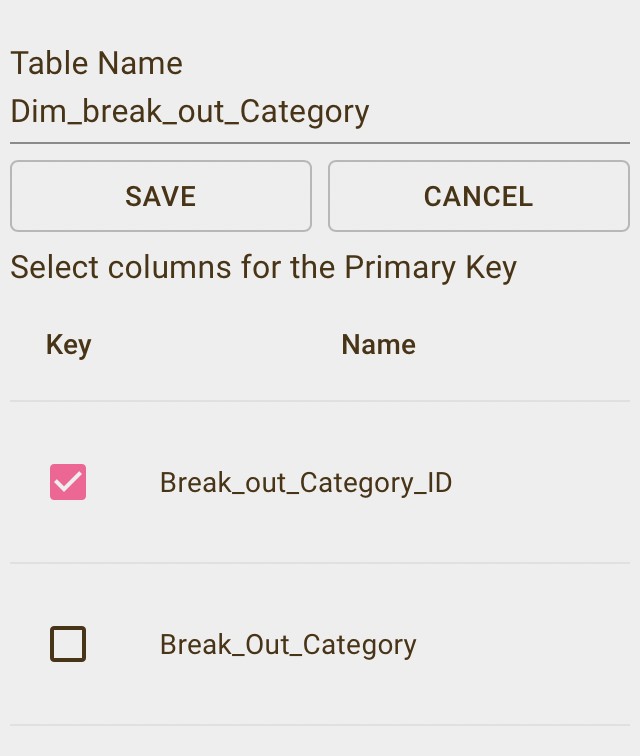 Table Name
Dim_break_out_Category
SAVE CANCEL
Select columns for the Primary Key
Key Name
Break_out_Category_ID
Break_Out_Category